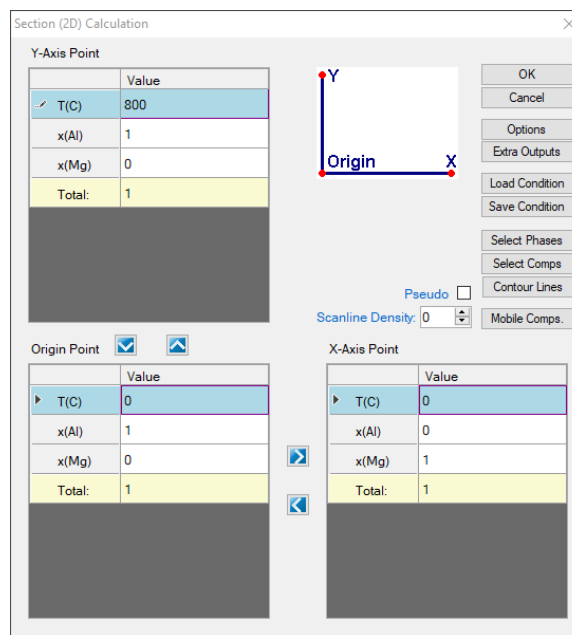 Section (2D) Calculation
Y-Axis Point
Value
T(C) 800
x(Al) 1
x(Mg) 0
Total: 1
Y
Origin X
OK
Cancel
Options
Extra Outputs
Load Condition
Save Condition
Select Phases
Select Comps
Contour Lines
Mobile Comps.
Pseudo
Scanline Density: 0
Origin Point
Value
T(C) 0
x(Al) 1
x(Mg) 0
Total: 1
X-Axis Point
Value
T(C) 0
x(Al) 0
x(Mg) 1
Total: 1